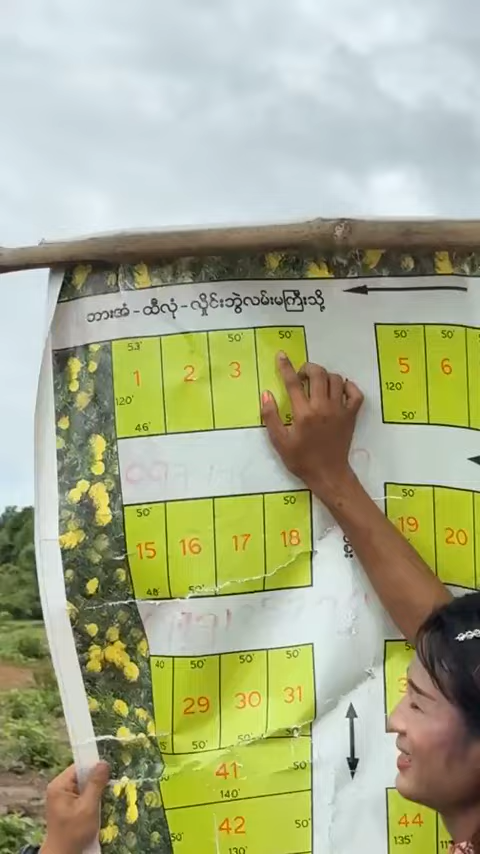 ဘားအံ - ထီလုံ - လှိုင်းဘွဲလမ်းမကြီးသို့
53' 50' 50' 50' 50'
1 2 3 5 6
120' 120'
46' 50'
50' 50' 50'
15 16 17 18 19 20
48' 50'
40 50' 50' 50'
29 30 31
50' 50'
41 50'
140'
42 44
50' 50' 135'
130'